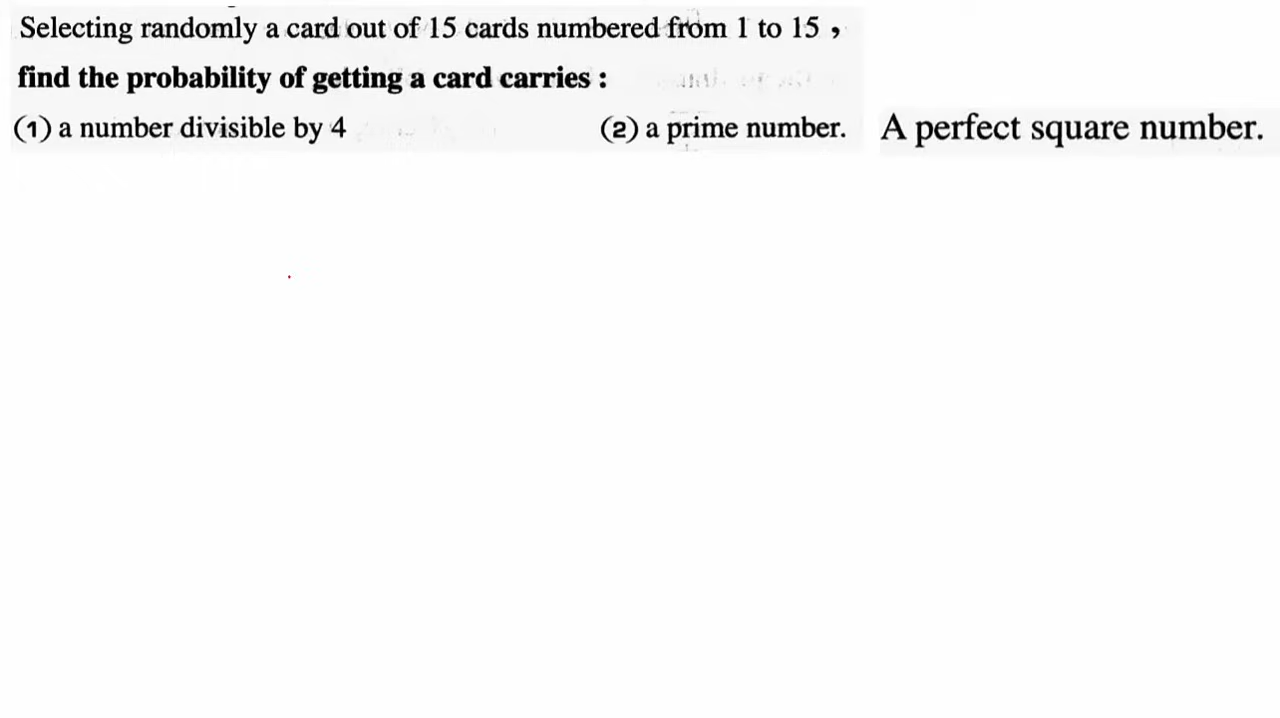 Selecting randomly a card out of 15 cards numbered from 1 to 15 ,
find the probability of getting a card carries :
(1) a number divisible by 4 (2) a prime number. A perfect square number.